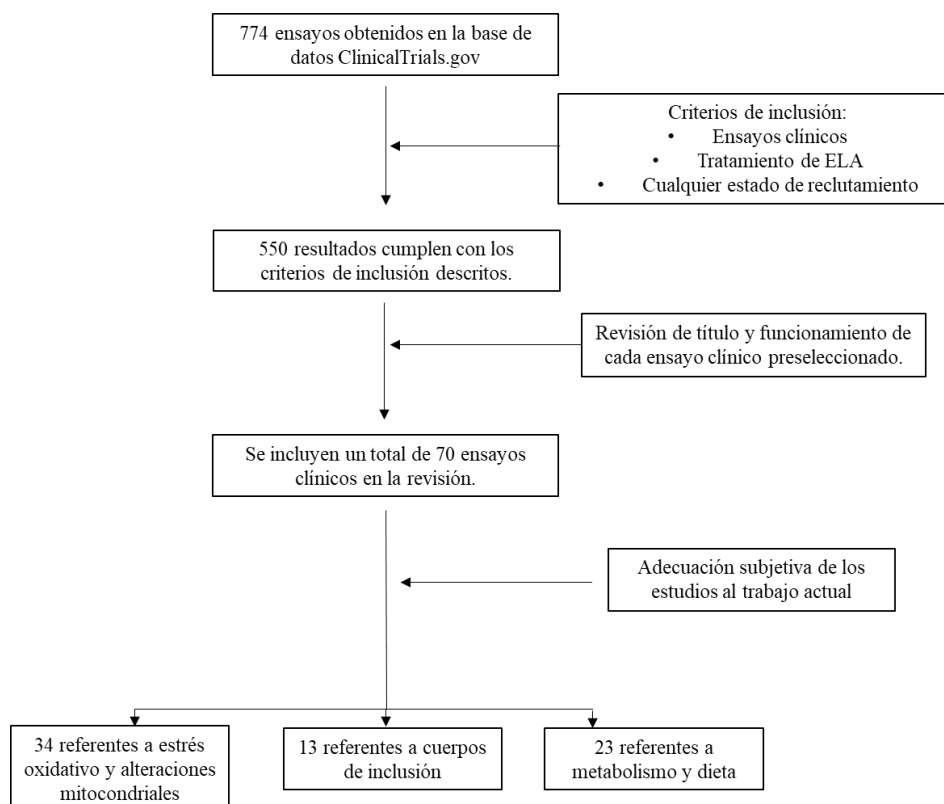 774 ensayos obtenidos en la base de
datos ClinicalTrials.gov
Criterios de inclusión:
• Ensayos clínicos
• Tratamiento de ELA
• Cualquier estado de reclutamiento
550 resultados cumplen con los
criterios de inclusión descritos.
Revisión de título y funcionamiento de
cada ensayo clínico preseleccionado.
Se incluyen un total de 70 ensayos
clínicos en la revisión.
Adecuación subjetiva de los
estudios al trabajo actual
34 referentes a estrés
oxidativo y alteraciones
mitocondriales
13 referentes a cuerpos
de inclusión
23 referentes a
metabolismo y dieta